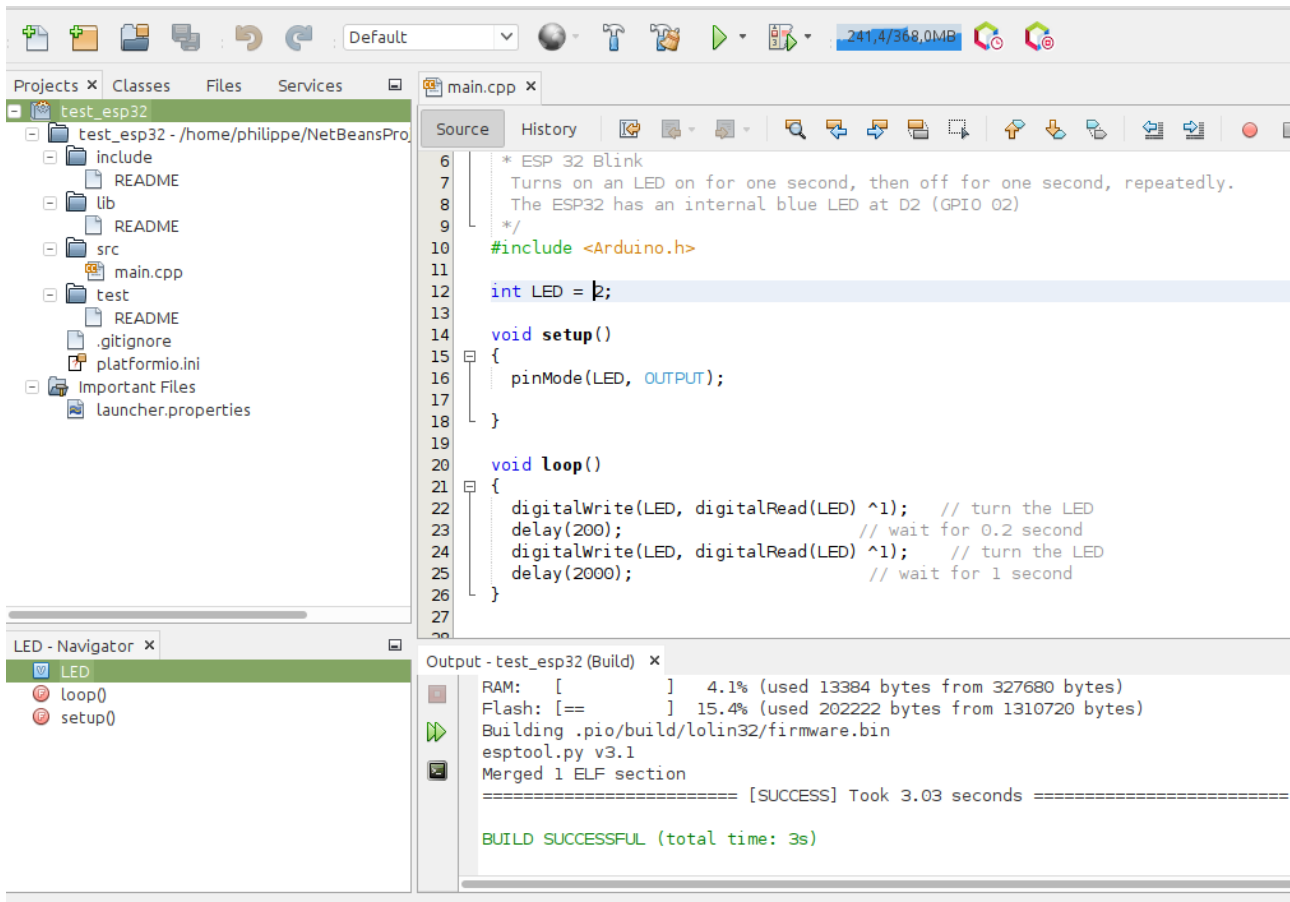 Default
241,4/368,0MB
Projects
Classes
Files
Services
test_esp32
test_esp32 - /home/philippe/NetBeansProj
include
README
lib
README
src
main.cpp
test
README
.gitignore
platformio.ini
Important Files
launcher.properties
LED - Navigator
LED
loop()
setup()
main.cpp
Source
History
6 * ESP 32 Blink
7 Turns on an LED on for one second, then off for one second, repeatedly.
8 The ESP32 has an internal blue LED at D2 (GPIO 02)
9 */
10 #include <Arduino.h>
11
12 int LED = 2;
13
14 void setup()
15 {
16 pinMode(LED, OUTPUT);
17
18 }
19
20 void loop()
21 {
22 digitalWrite(LED, digitalRead(LED) ^1); // turn the LED
23 delay(200); // wait for 0.2 second
24 digitalWrite(LED, digitalRead(LED) ^1); // turn the LED
25 delay(2000); // wait for 1 second
26 }
27
28
Output - test_esp32 (Build)
RAM: [ ] 4.1% (used 13384 bytes from 327680 bytes)
Flash: [== ] 15.4% (used 202222 bytes from 1310720 bytes)
Building .pio/build/lolin32/firmware.bin
esptool.py v3.1
Merged 1 ELF section
========================= [SUCCESS] Took 3.03 seconds =========================
BUILD SUCCESSFUL (total time: 3s)